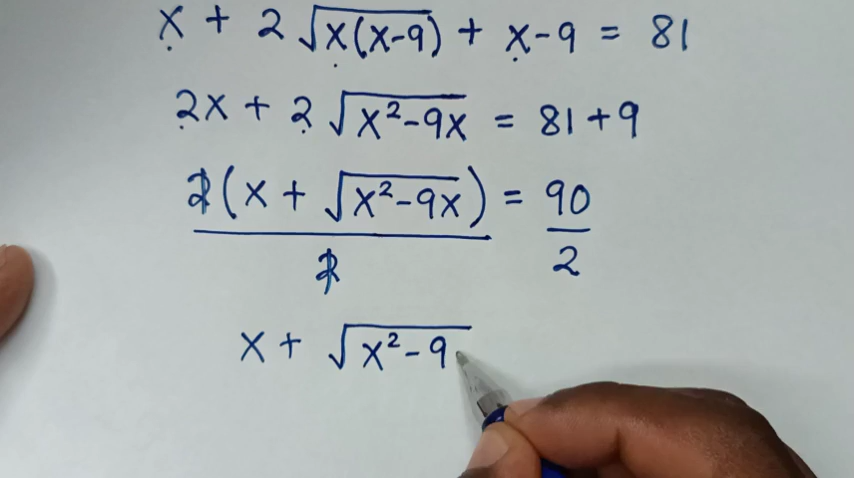 x + 2√x(x-9) + x-9 = 81
2x + 2√x²-9x = 81+9
2(x + √x²-9x) = 90
2 2
x + √x²-9